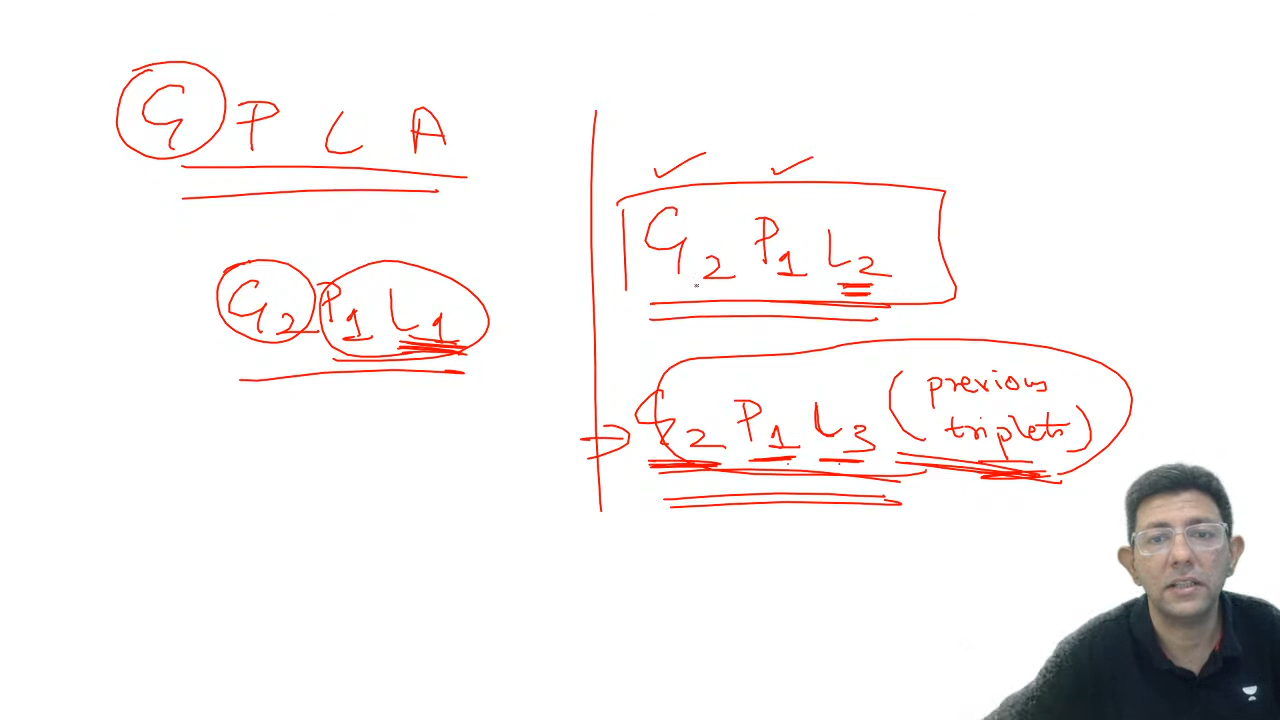 G P L A
G2 P1 L1
G2 P1 L2
G2 P1 L3 (previous
triplets)